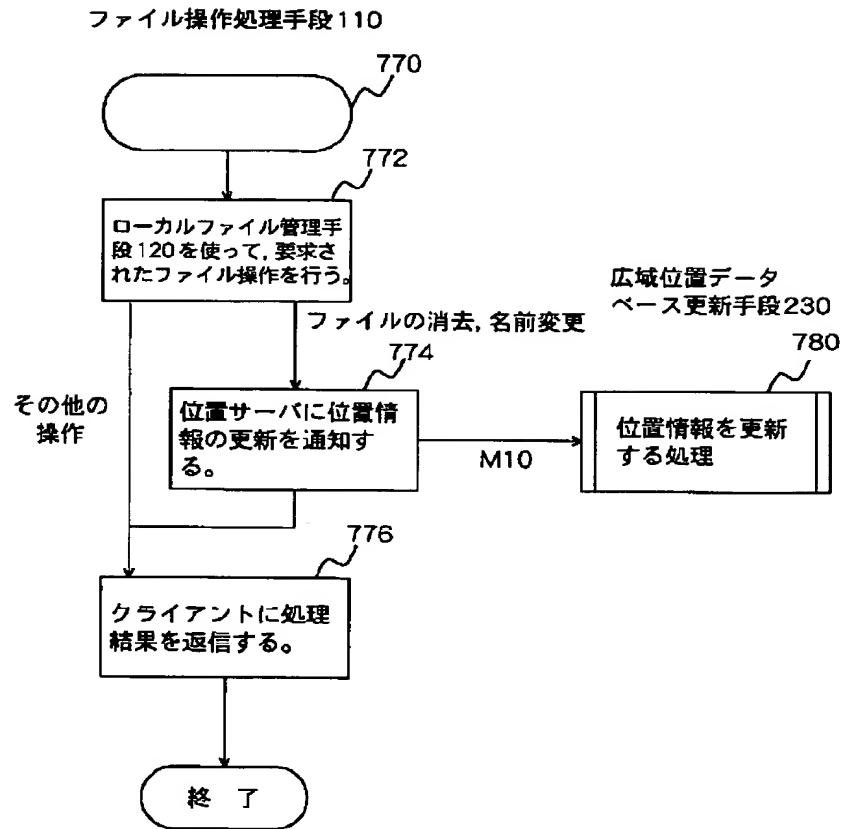 ファイル操作処理手段110
770
772
ローカルファイル管理手
段120を使って,要求さ
れたファイル操作を行う。
広域位置データ
ベース更新手段230
ファイルの消去,名前変更
774
780
その他の
操作
位置サーバに位置情
報の更新を通知す
る。
M10
位置情報を更新
する処理
776
クライアントに処理
結果を返信する。
終 了